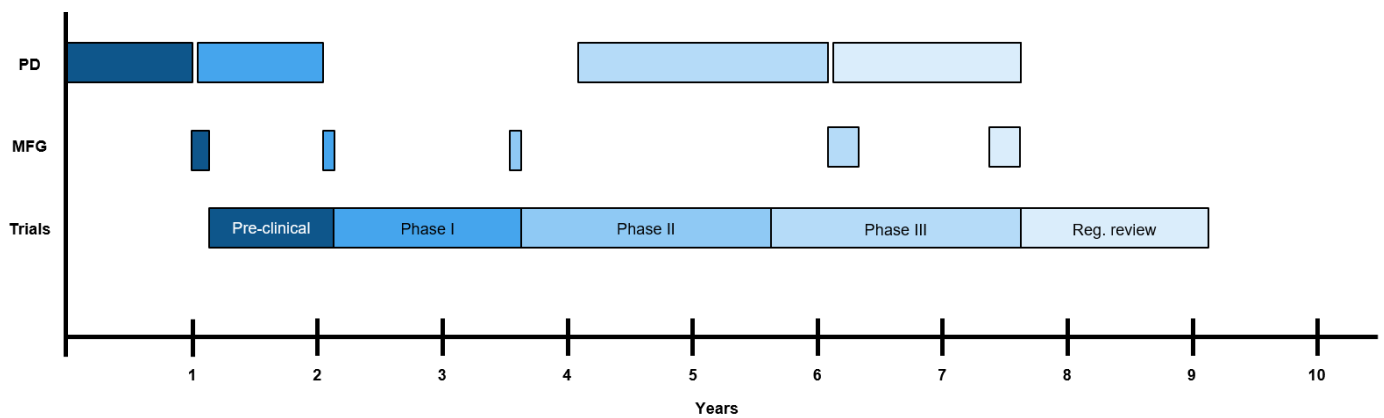 PD
MFG
Trials
Pre-clinical
Phase I
Phase II
Phase III
Reg. review
1 2 3 4 5 6 7 8 9 10
Years